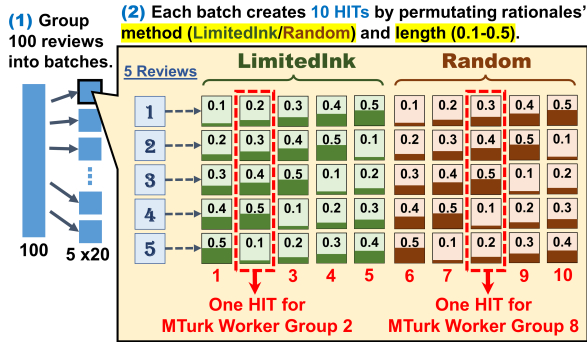 (1) Group
100 reviews
into batches.
100
5 x20
(2) Each batch creates 10 HITs by permutating rationales’
method (LimitedInk/Random) and length (0.1-0.5).
5 Reviews
LimitedInk
Random
1 0.1 0.2 0.3 0.4 0.5 0.1 0.2 0.3 0.4 0.5
2 0.2 0.3 0.4 0.5 0.1 0.2 0.3 0.4 0.5 0.1
3 0.3 0.4 0.5 0.1 0.2 0.3 0.4 0.5 0.1 0.2
4 0.4 0.5 0.1 0.2 0.3 0.4 0.5 0.1 0.2 0.3
5 0.5 0.1 0.2 0.3 0.4 0.5 0.1 0.2 0.3 0.4
1 3 4 5 6 7 9 10
One HIT for
MTurk Worker Group 2
One HIT for
MTurk Worker Group 8